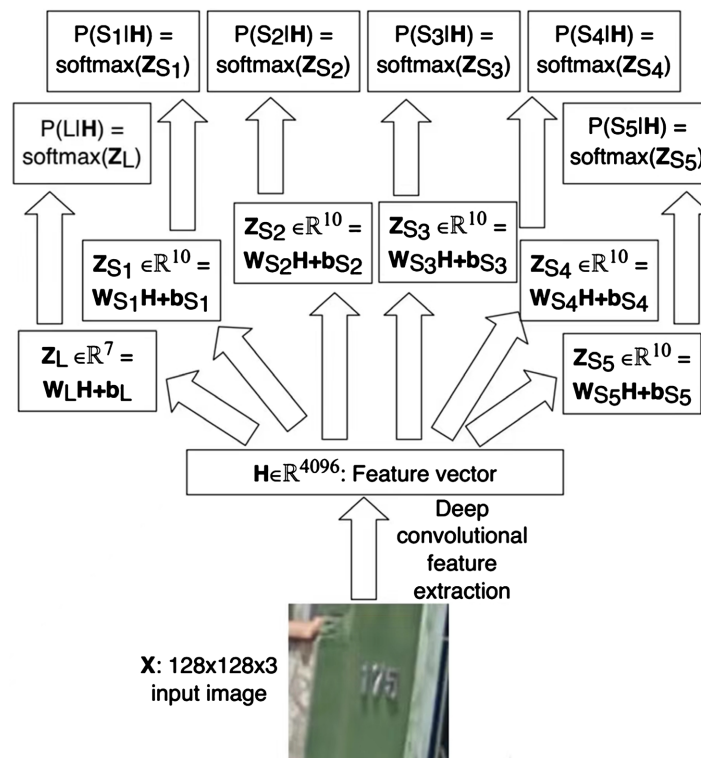 P(S1|H) =
softmax(ZS1)
P(S2|H) =
softmax(ZS2)
P(S3|H) =
softmax(ZS3)
P(S4|H) =
softmax(ZS4)
P(L|H) =
softmax(ZL)
P(S5|H) =
softmax(ZS5)
ZS1 ∈ℝ¹⁰ =
WS1H+bS1
ZS2 ∈ℝ¹⁰ =
WS2H+bS2
ZS3 ∈ℝ¹⁰ =
WS3H+bS3
ZS4 ∈ℝ¹⁰ =
WS4H+bS4
ZL ∈ℝ⁷ =
WLH+bL
ZS5 ∈ℝ¹⁰ =
WS5H+bS5
H∈ℝ⁴⁰⁹⁶: Feature vector
Deep
convolutional
feature
extraction
X: 128x128x3
input image
175